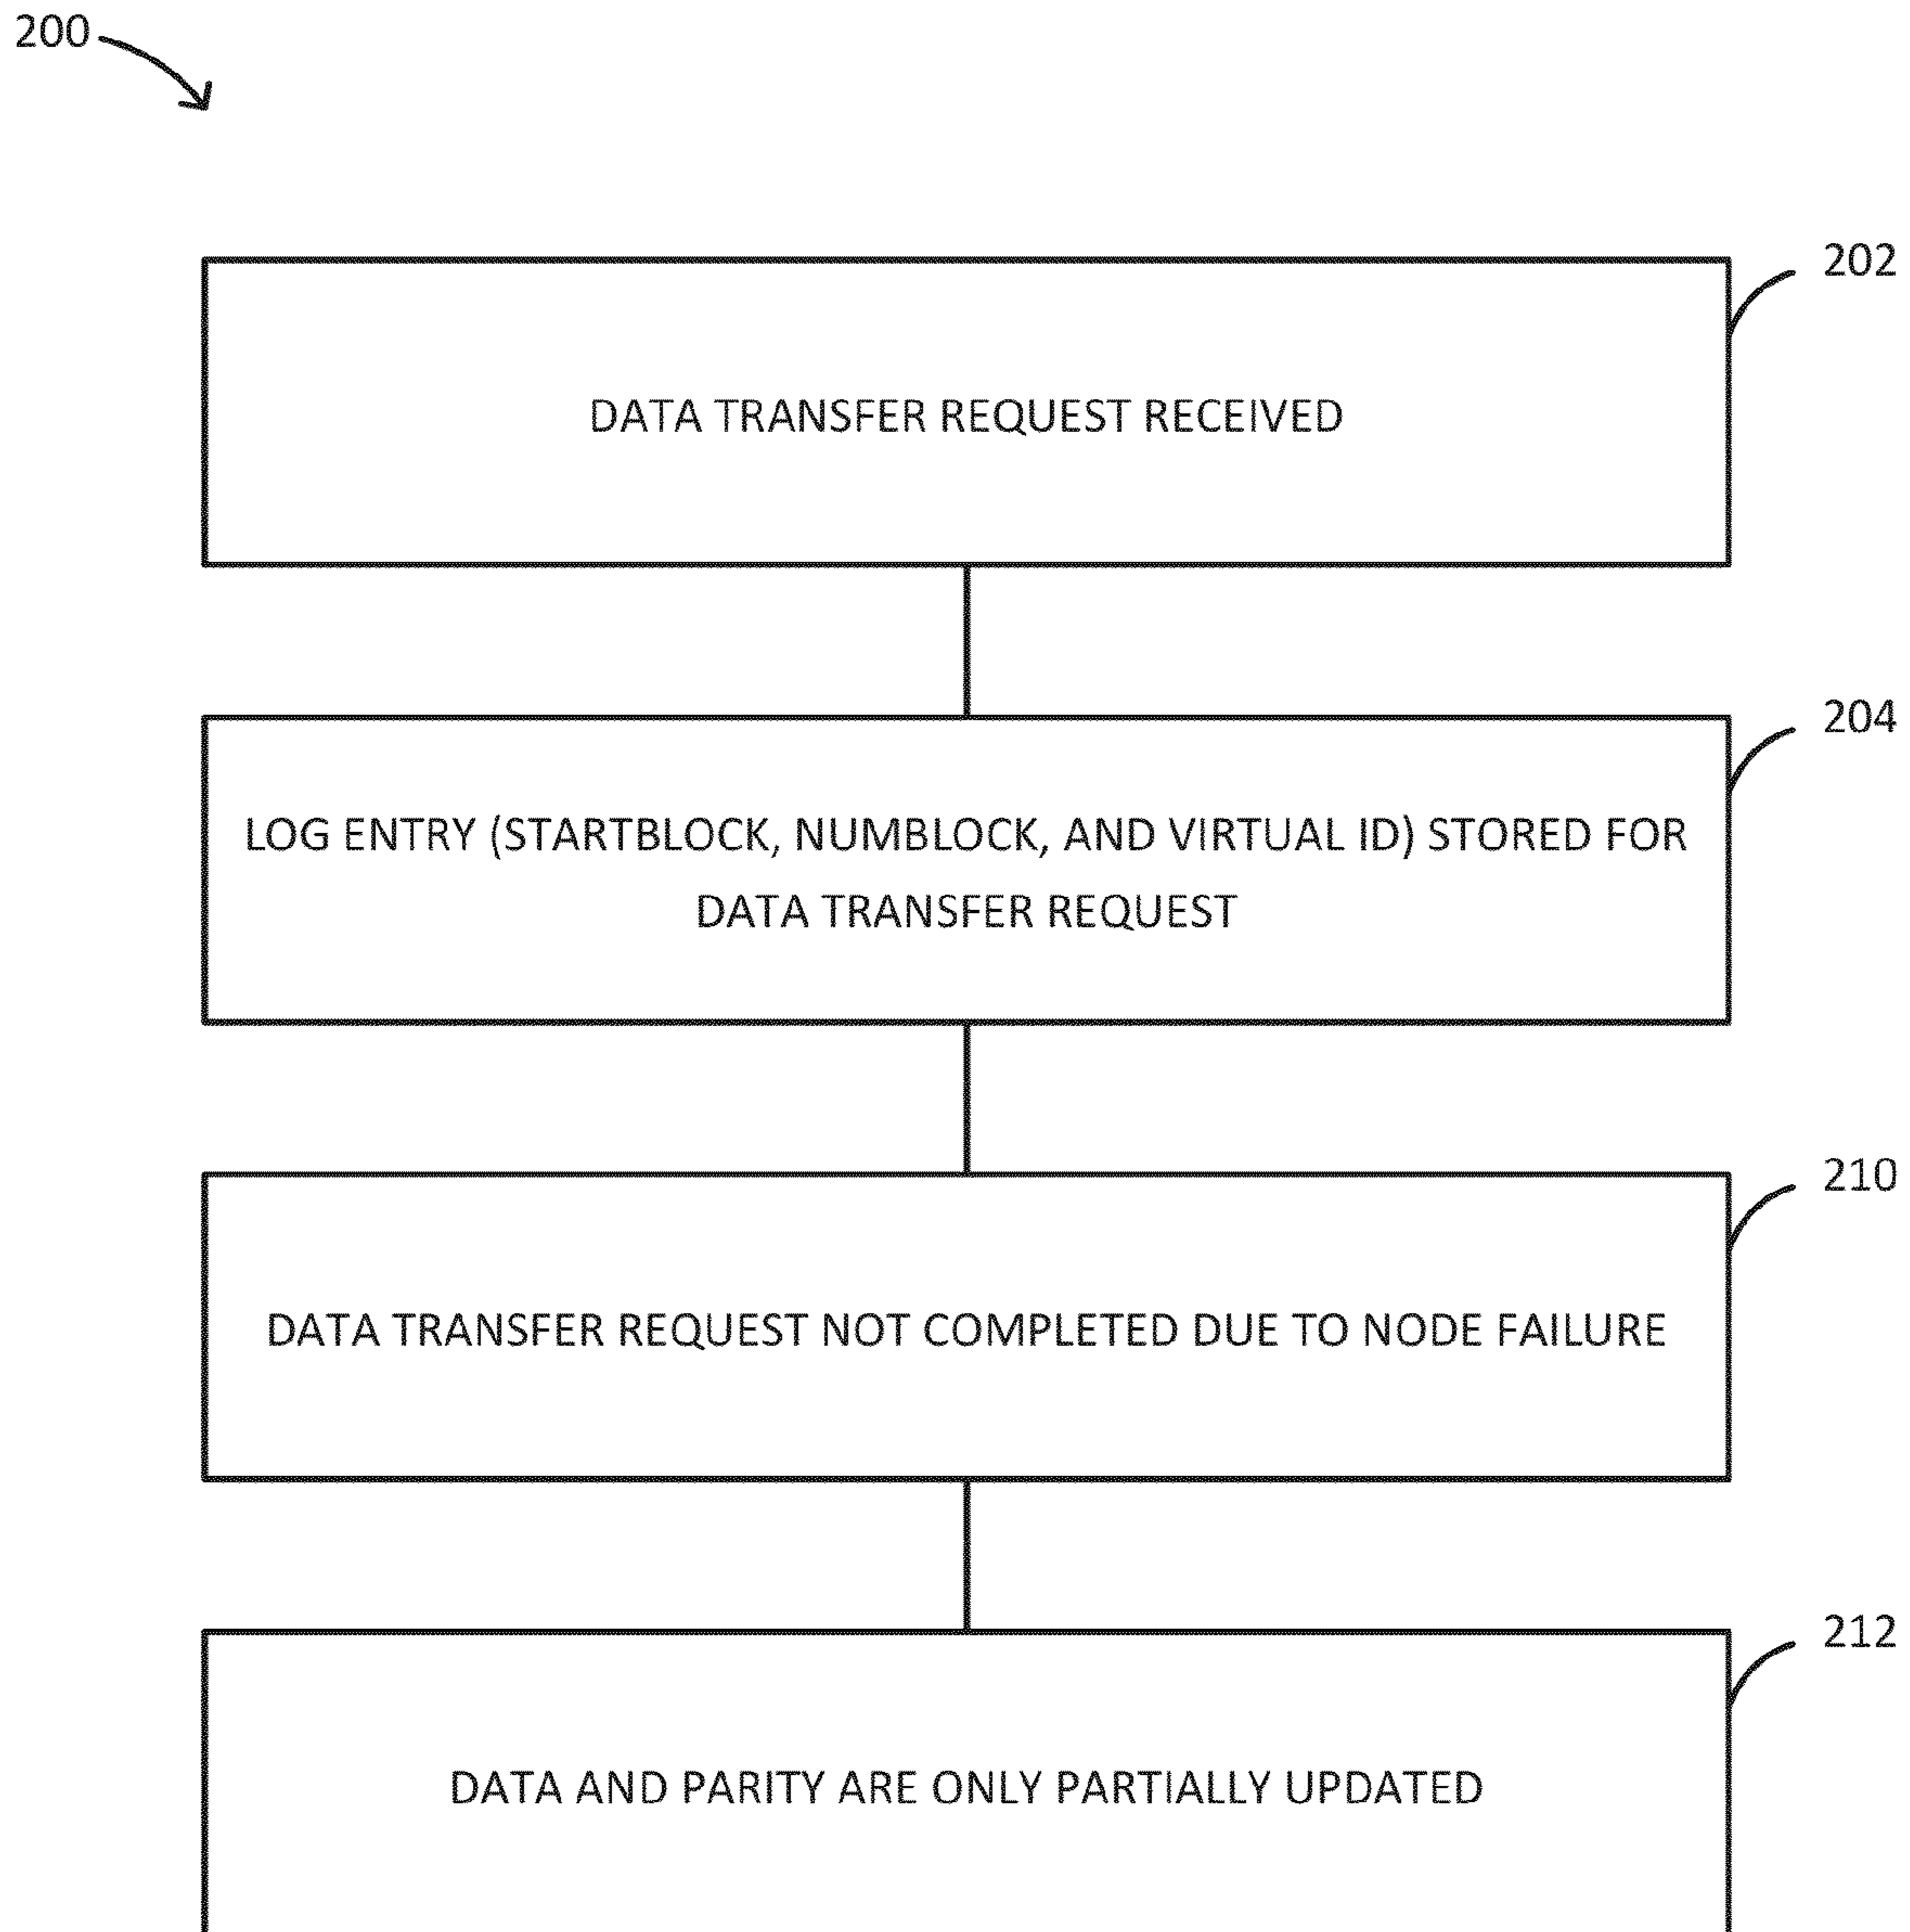 200
202
DATA TRANSFER REQUEST RECEIVED
204
LOG ENTRY (STARTBLOCK, NUMBLOCK, AND VIRTUAL ID) STORED FOR
DATA TRANSFER REQUEST
210
DATA TRANSFER REQUEST NOT COMPLETED DUE TO NODE FAILURE
212
DATA AND PARITY ARE ONLY PARTIALLY UPDATED